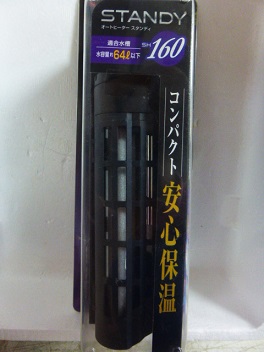 STANDY
オートヒーター スタンディ
適合水槽
水容量約64ℓ以下
SH160
コンパクト
安心保温